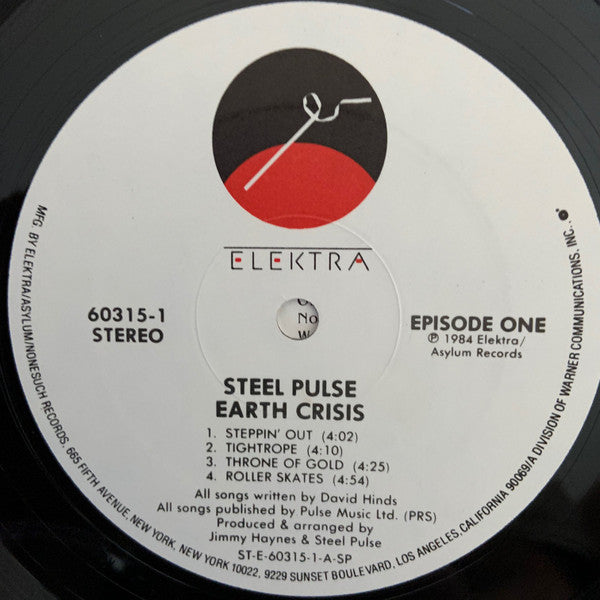 ELEKTRA
60315-1
STEREO
No
EPISODE ONE
℗ 1984 Elektra/
Asylum Records
STEEL PULSE
EARTH CRISIS
1. STEPPIN' OUT (4:02)
2. TIGHTROPE (4:10)
3. THRONE OF GOLD (4:25)
4. ROLLER SKATES (4:54)
All songs written by David Hinds
All songs published by Pulse Music Ltd. (PRS)
Produced & arranged by
Jimmy Haynes & Steel Pulse
ST-E-60315-1-A-SP
MFG. BY ELEKTRA/ASYLUM/NONESUCH RECORDS, 665 FIFTH AVENUE, NEW YORK, NEW YORK 10022, 9229 SUNSET BOULEVARD, LOS ANGELES, CALIFORNIA 90069/A DIVISION OF WARNER COMMUNICATIONS, INC.